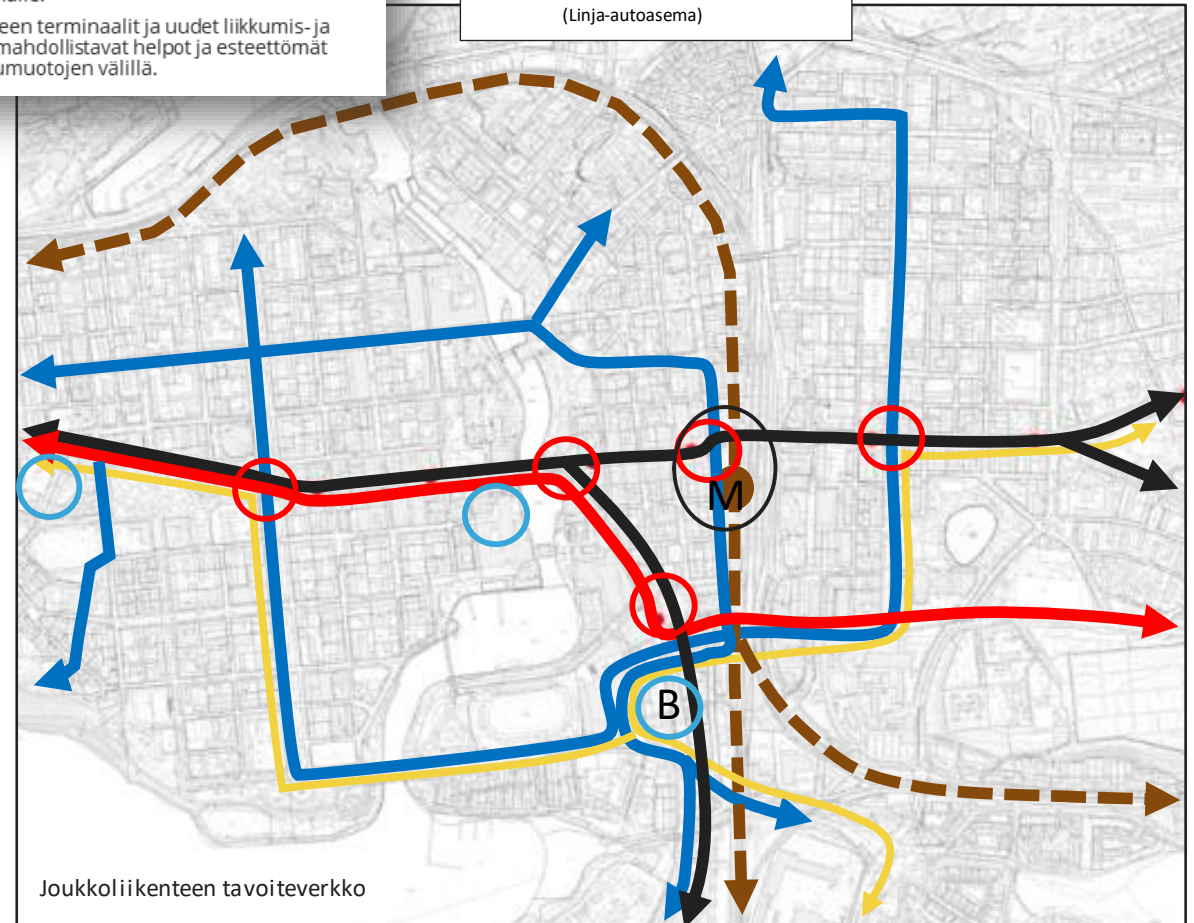 een terminaalit ja uudet liikkumis- ja
mahdollistavat helpot ja esteettömät
umuotojen välillä.
(Linja-autoasema)
M
B
Joukkoliikenteen tavoiteverkko